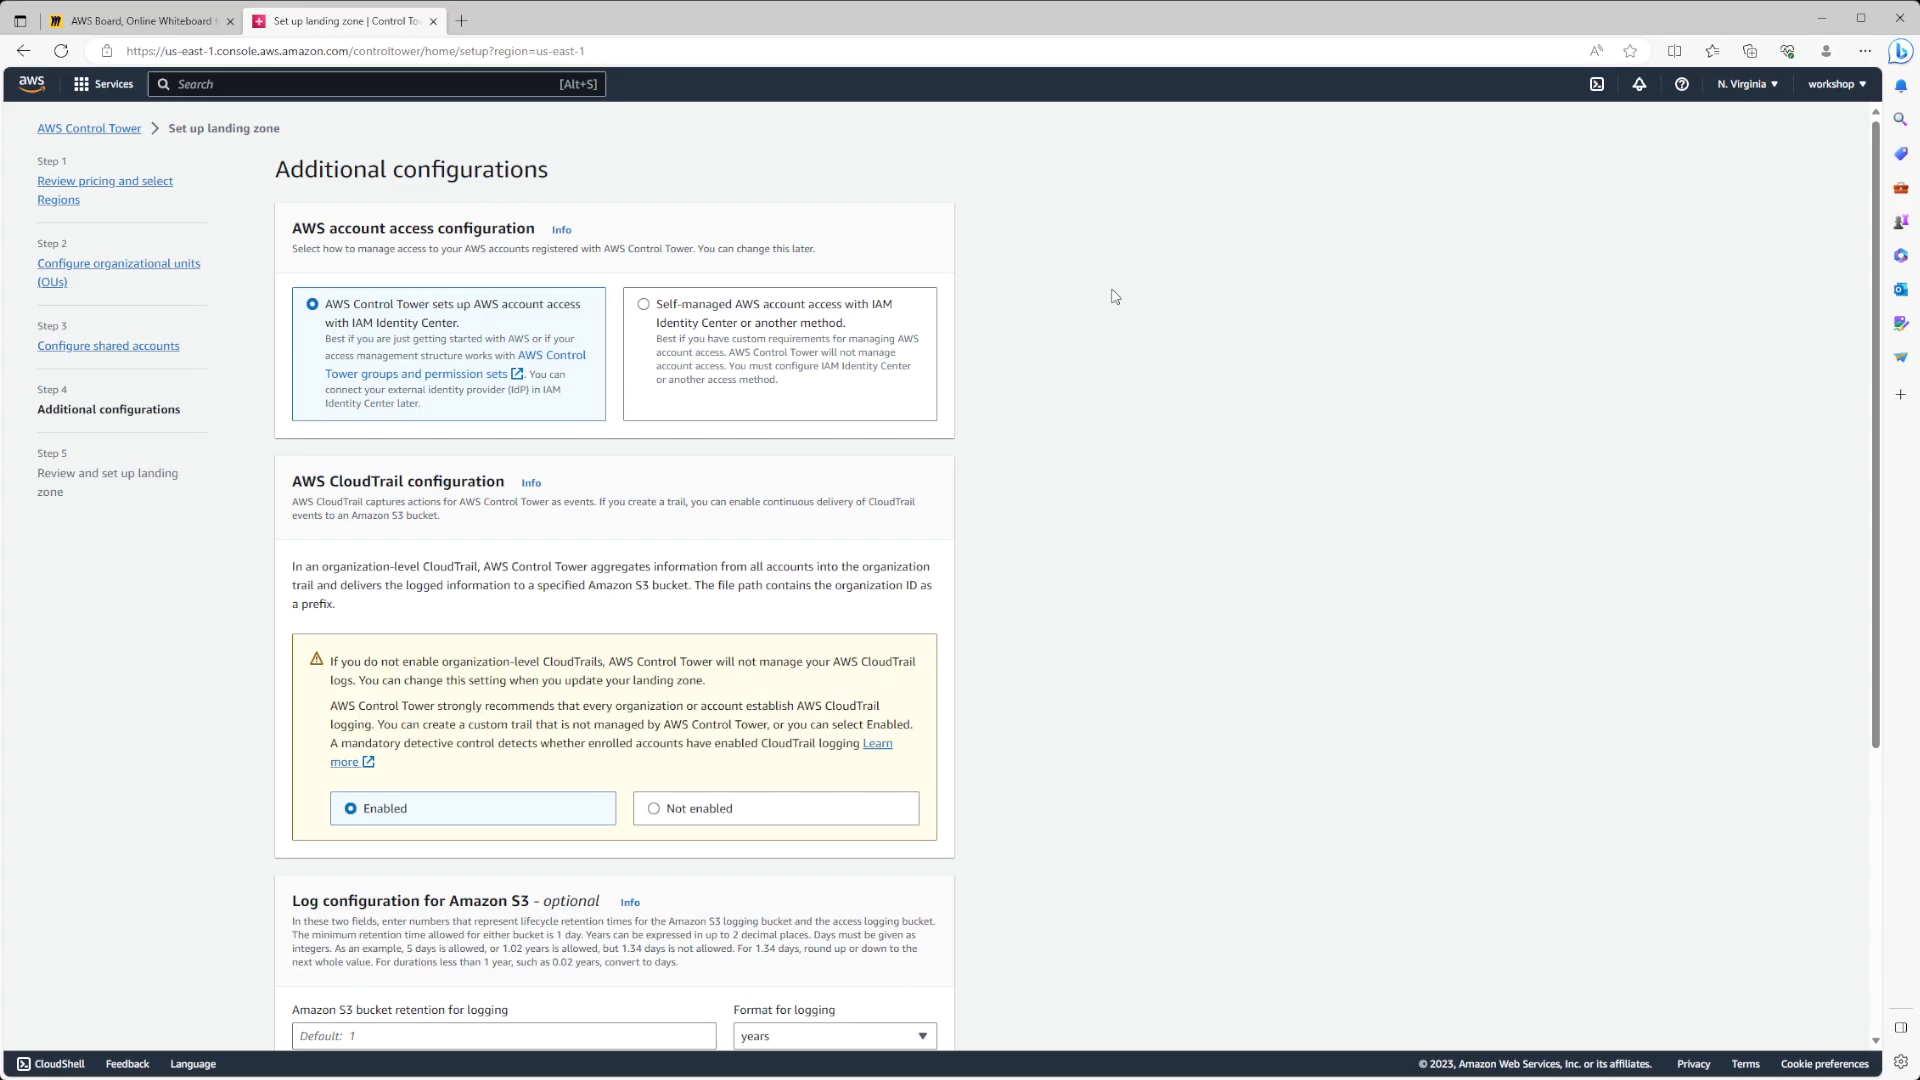 AWS Board, Online Whiteboard
Set up landing zone | Control To
https://us-east-1.console.aws.amazon.com/controltower/home/setup?region=us-east-1
aws
Services
Search
[Alt+S]
N. Virginia
workshop
AWS Control Tower
Set up landing zone
Step 1
Review pricing and select
Regions
Step 2
Configure organizational units
(OUs)
Step 3
Configure shared accounts
Step 4
Additional configurations
Step 5
Review and set up landing
zone
Additional configurations
AWS account access configuration Info
Select how to manage access to your AWS accounts registered with AWS Control Tower. You can change this later.
AWS Control Tower sets up AWS account access
with IAM Identity Center.
Best if you are just getting started with AWS or if your
access management structure works with AWS Control
Tower groups and permission sets. You can
connect your external identity provider (IdP) in IAM
Identity Center later.
Self-managed AWS account access with IAM
Identity Center or another method.
Best if you have custom requirements for managing AWS
account access. AWS Control Tower will not manage
account access. You must configure IAM Identity Center
or another access method.
AWS CloudTrail configuration Info
AWS CloudTrail captures actions for AWS Control Tower as events. If you create a trail, you can enable continuous delivery of CloudTrail
events to an Amazon S3 bucket.
In an organization-level CloudTrail, AWS Control Tower aggregates information from all accounts into the organization
trail and delivers the logged information to a specified Amazon S3 bucket. The file path contains the organization ID as
a prefix.
If you do not enable organization-level CloudTrails, AWS Control Tower will not manage your AWS CloudTrail
logs. You can change this setting when you update your landing zone.
AWS Control Tower strongly recommends that every organization or account establish AWS CloudTrail
logging. You can create a custom trail that is not managed by AWS Control Tower, or you can select Enabled.
A mandatory detective control detects whether enrolled accounts have enabled CloudTrail logging Learn
more
Enabled
Not enabled
Log configuration for Amazon S3 - optional Info
In these two fields, enter numbers that represent lifecycle retention times for the Amazon S3 logging bucket and the access logging bucket.
The minimum retention time allowed for either bucket is 1 day. Years can be expressed in up to 2 decimal places. Days must be given as
integers. As an example, 5 days is allowed, or 1.02 years is allowed, but 1.34 days is not allowed. For 1.34 days, round up or down to the
next whole value. For durations less than 1 year, such as 0.02 years, convert to days.
Amazon S3 bucket retention for logging
Format for logging
Default: 1
years
CloudShell
Feedback
Language
© 2023, Amazon Web Services, Inc. or its affiliates.
Privacy
Terms
Cookie preferences